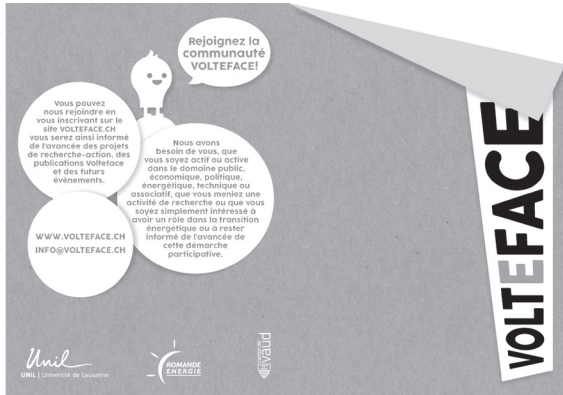 Rejoignez la
communauté
VOLTEFACE!
Vous pouvez
nous rejoindre en
vous inscrivant sur le
site VOLTEFACE.CH
vous serez ainsi informé
de l'avancée des projets
de recherche-action, des
publications Volteface
et des futurs
événements.
Nous avons
besoin de vous, que
vous soyez actif ou active
dans le domaine public,
économique, politique,
énergétique, technique ou
associatif, que vous meniez une
activité de recherche ou que vous
soyez simplement intéressé à
avoir un rôle dans la transition
énergétique ou à rester
informé de l'avancée de
cette démarche
participative.
WWW.VOLTEFACE.CH
INFO@VOLTEFACE.CH
Unil
UNIL | Université de Lausanne
ROMANDE
ENERGIE
canton de
vaud
VOLTEFACE